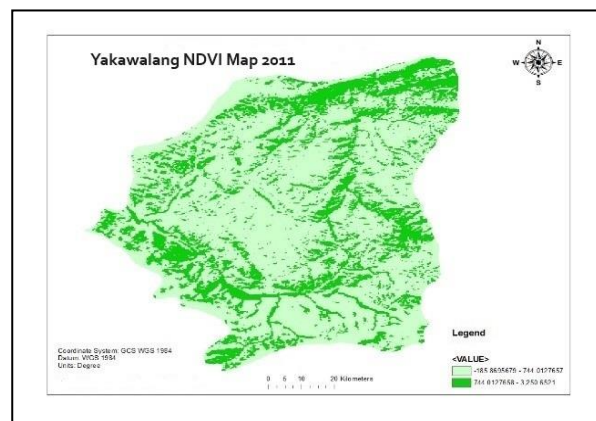 Yakawalang NDVI Map 2011
N
W E
S
Legend
<VALUE>
-185.8695679 - 744.0127657
744.0127658 - 3,250.6521
Coordinate System: GCS WGS 1984
Datum: WGS 1984
Units: Degree
0 5 10 20 Kilometers